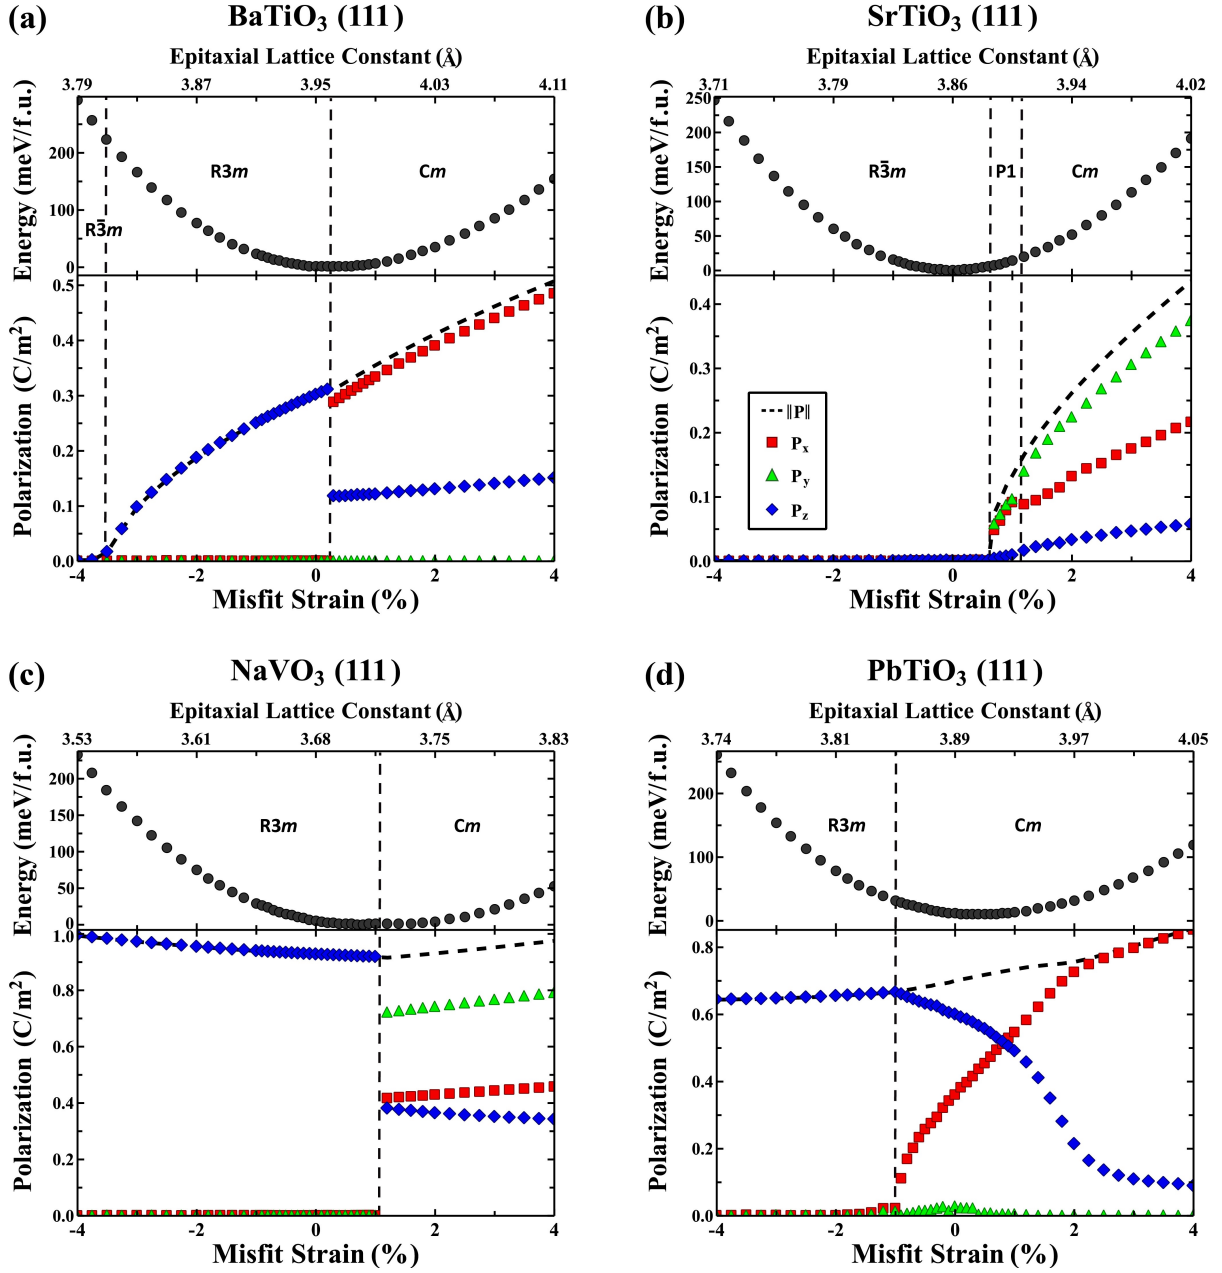 (a) BaTiO₃ (111)
Epitaxial Lattice Constant (Å)
3.79 3.87 3.95 4.03 4.11
Energy (meV/f.u.)
200
100
0
R3m
Cm
R3̄m
Polarization (C/m²)
0.5
0.4
0.3
0.2
0.1
0.0
-4 -2 0 2 4
Misfit Strain (%)
(b) SrTiO₃ (111)
Epitaxial Lattice Constant (Å)
3.71 3.79 3.86 3.94 4.02
Energy (meV/f.u.)
250
200
150
100
50
0
R3̄m
P1
Cm
Polarization (C/m²)
0.4
0.3
0.2
0.1
0.0
||P||
Pₓ
Pᵧ
P_z
-4 -2 0 2 4
Misfit Strain (%)
(c) NaVO₃ (111)
Epitaxial Lattice Constant (Å)
3.53 3.61 3.68 3.75 3.83
Energy (meV/f.u.)
200
150
100
50
0
R3m
Cm
Polarization (C/m²)
1.0
0.8
0.6
0.4
0.2
0.0
-4 -2 0 2 4
Misfit Strain (%)
(d) PbTiO₃ (111)
Epitaxial Lattice Constant (Å)
3.74 3.81 3.89 3.97 4.05
Energy (meV/f.u.)
200
100
0
R3m
Cm
Polarization (C/m²)
0.8
0.6
0.4
0.2
0.0
-4 -2 0 2 4
Misfit Strain (%)